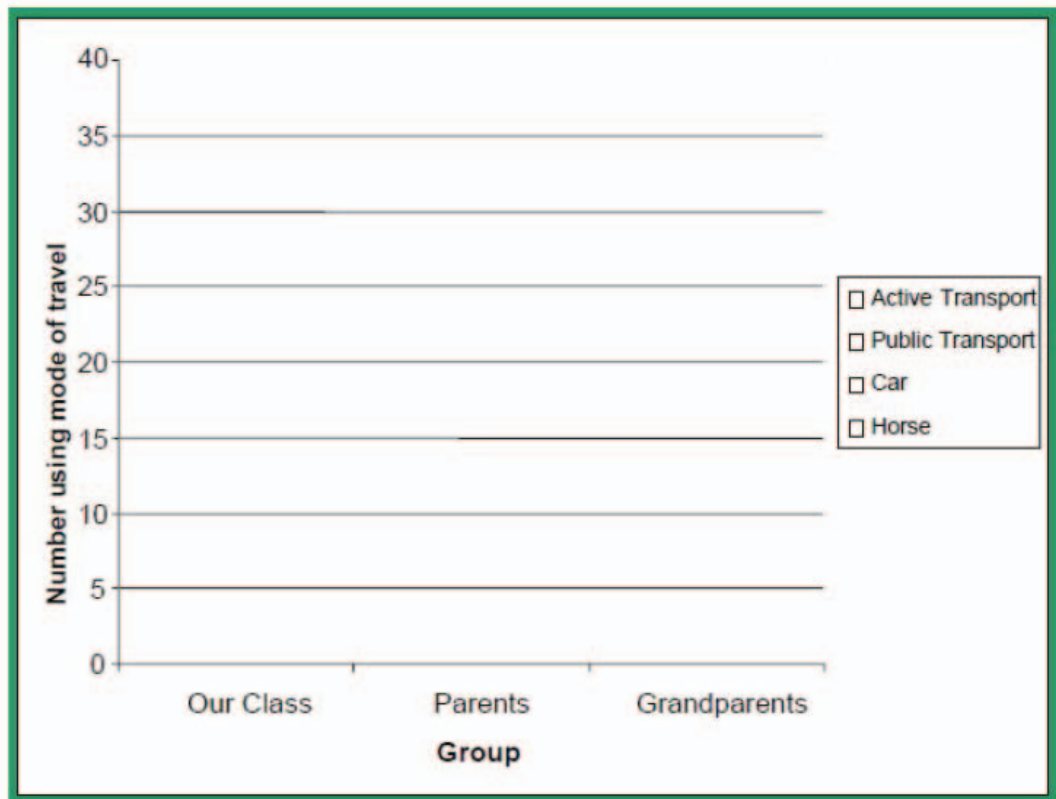 40
35
30
25
20
15
10
5
0
Number using mode of travel
Our Class
Parents
Grandparents
Group
Active Transport
Public Transport
Car
Horse